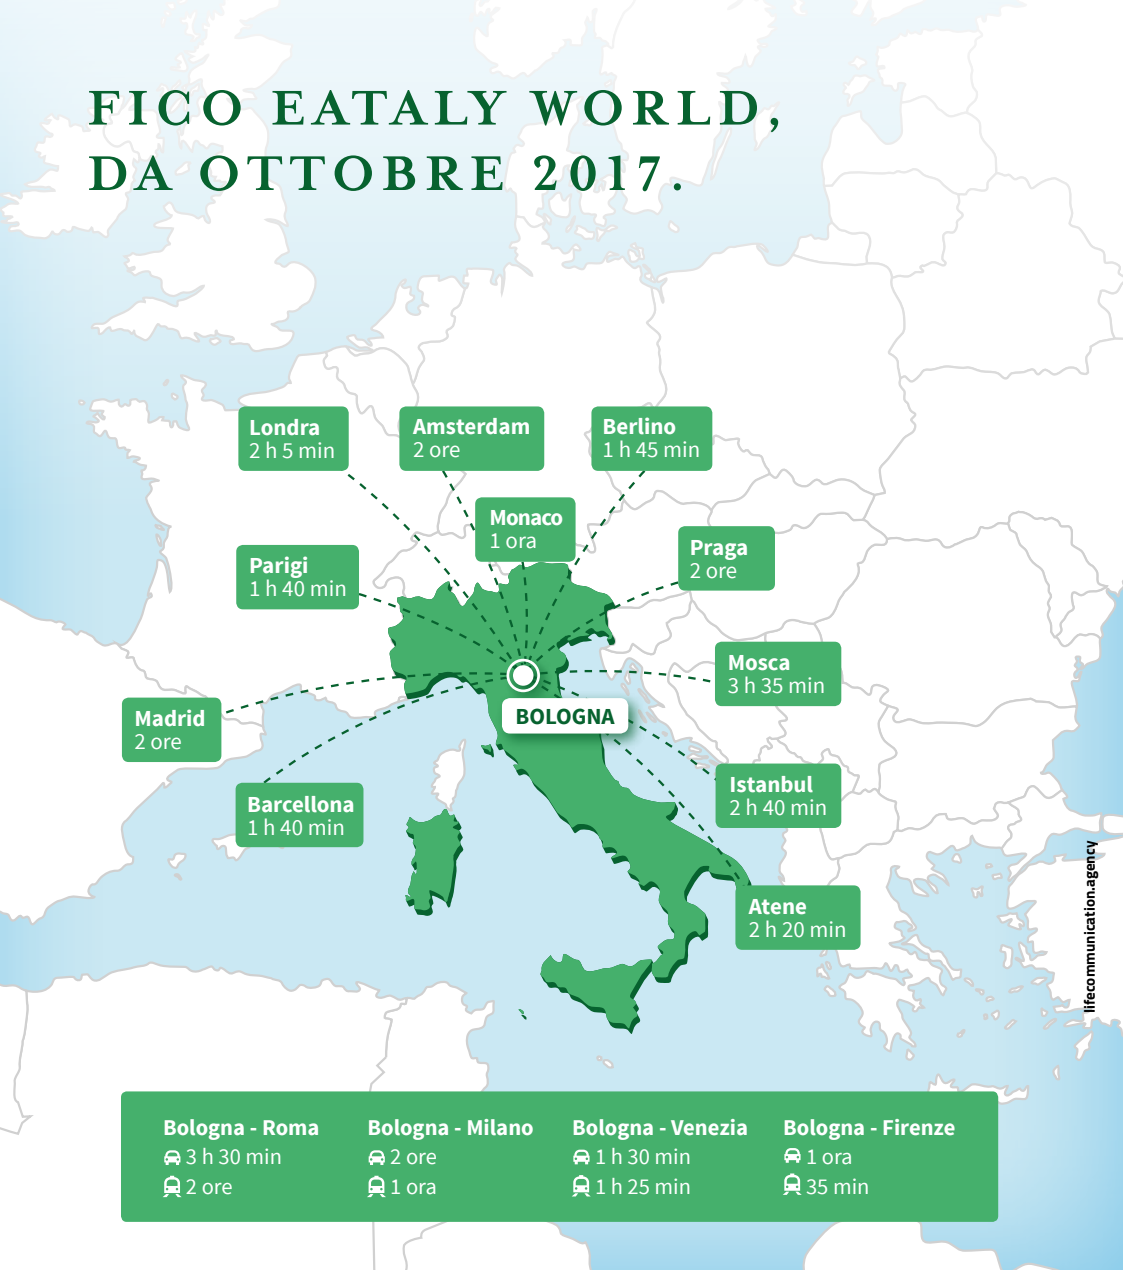 FICO EATALY WORLD,
DA OTTOBRE 2017.
Londra
2 h 5 min
Amsterdam
2 ore
Berlino
1 h 45 min
Monaco
1 ora
Praga
2 ore
Parigi
1 h 40 min
Mosca
3 h 35 min
Madrid
2 ore
BOLOGNA
Istanbul
2 h 40 min
Barcellona
1 h 40 min
Atene
2 h 20 min
lifecommunication.agency
Bologna - Roma
3 h 30 min
2 ore
Bologna - Milano
2 ore
1 ora
Bologna - Venezia
1 h 30 min
1 h 25 min
Bologna - Firenze
1 ora
35 min